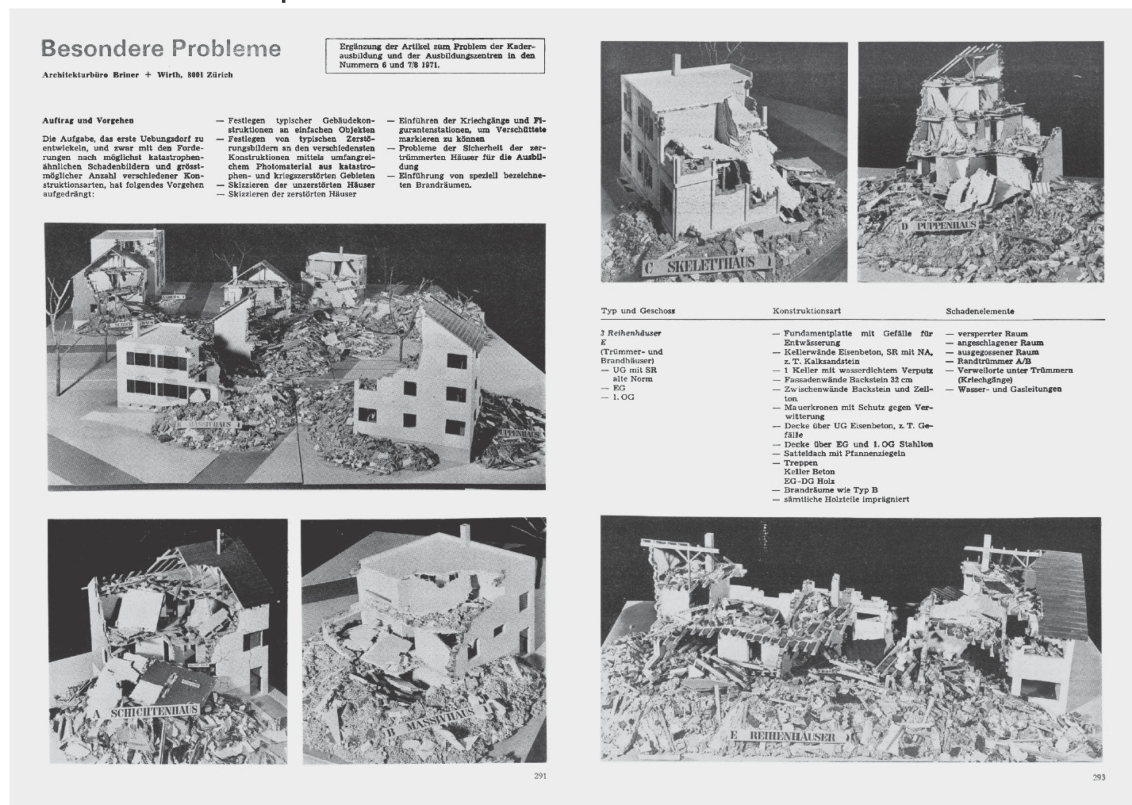 Besondere Probleme
Architekturbüro Briner + Wirth, 8001 Zürich
Ergänzung der Artikel zum Problem der Kader-
ausbildung und der Ausbildungszentren in den
Nummern 6 und 7/8 1971.
Auftrag und Vorgehen
Die Aufgabe, das erste Uebungsdorf zu
entwickeln, und zwar mit den Forde-
rungen nach möglichst katastrophen-
ähnlichen Schadenbildern und grösst-
möglicher Anzahl verschiedener Kon-
struktionsarten, hat folgendes Vorgehen
aufgedrängt:
— Festlegen typischer Gebäudekon-
struktionen an einfachen Objekten
— Festlegen von typischen Zerstö-
rungsbildern an den verschiedensten
Konstruktionen mittels umfangrei-
chem Photomaterial aus katastro-
phen- und kriegszerstörten Gebieten
— Skizzieren der unzerstörten Häuser
— Skizzieren der zerstörten Häuser
— Einführen der Kriechgänge und Fi-
gurantenstationen, um Verschüttete
markieren zu können
— Probleme der Sicherheit der zer-
trümmerten Häuser für die Ausbil-
dung
— Einführung von speziell bezeichne-
ten Brandräumen.
B MASSIVHAUS
PUPPENHAUS
A SCHICHTENHAUS
B MASSIVHAUS
291
C SKELETTHAUS
D PUPPENHAUS
Typ und Geschoss
3 Reihenhäuser
E
(Trümmer- und
Brandhäuser)
— UG mit SR
alte Norm
— EG
— 1. OG
Konstruktionsart
— Fundamentplatte mit Gefälle für
Entwässerung
— Kellerwände Eisenbeton, SR mit NA,
z. T. Kalksandstein
— 1 Keller mit wasserdichtem Verputz
— Fassadenwände Backstein 32 cm
— Zwischenwände Backstein und Zell-
ton
— Mauerkronen mit Schutz gegen Ver-
witterung
— Decke über UG Eisenbeton, z. T. Ge-
fälle
— Decke über EG und 1. OG Stahlton
— Satteldach mit Pfannenziegeln
— Treppen
Keller Beton
EG-DG Holz
— Brandräume wie Typ B
— sämtliche Holzteile imprägniert
Schadenelemente
— versperrter Raum
— angeschlagener Raum
— ausgegossener Raum
— Randtrümmer A/B
— Verweilorte unter Trümmern
(Kriechgänge)
— Wasser- und Gasleitungen
E REIHENHÄUSER
293